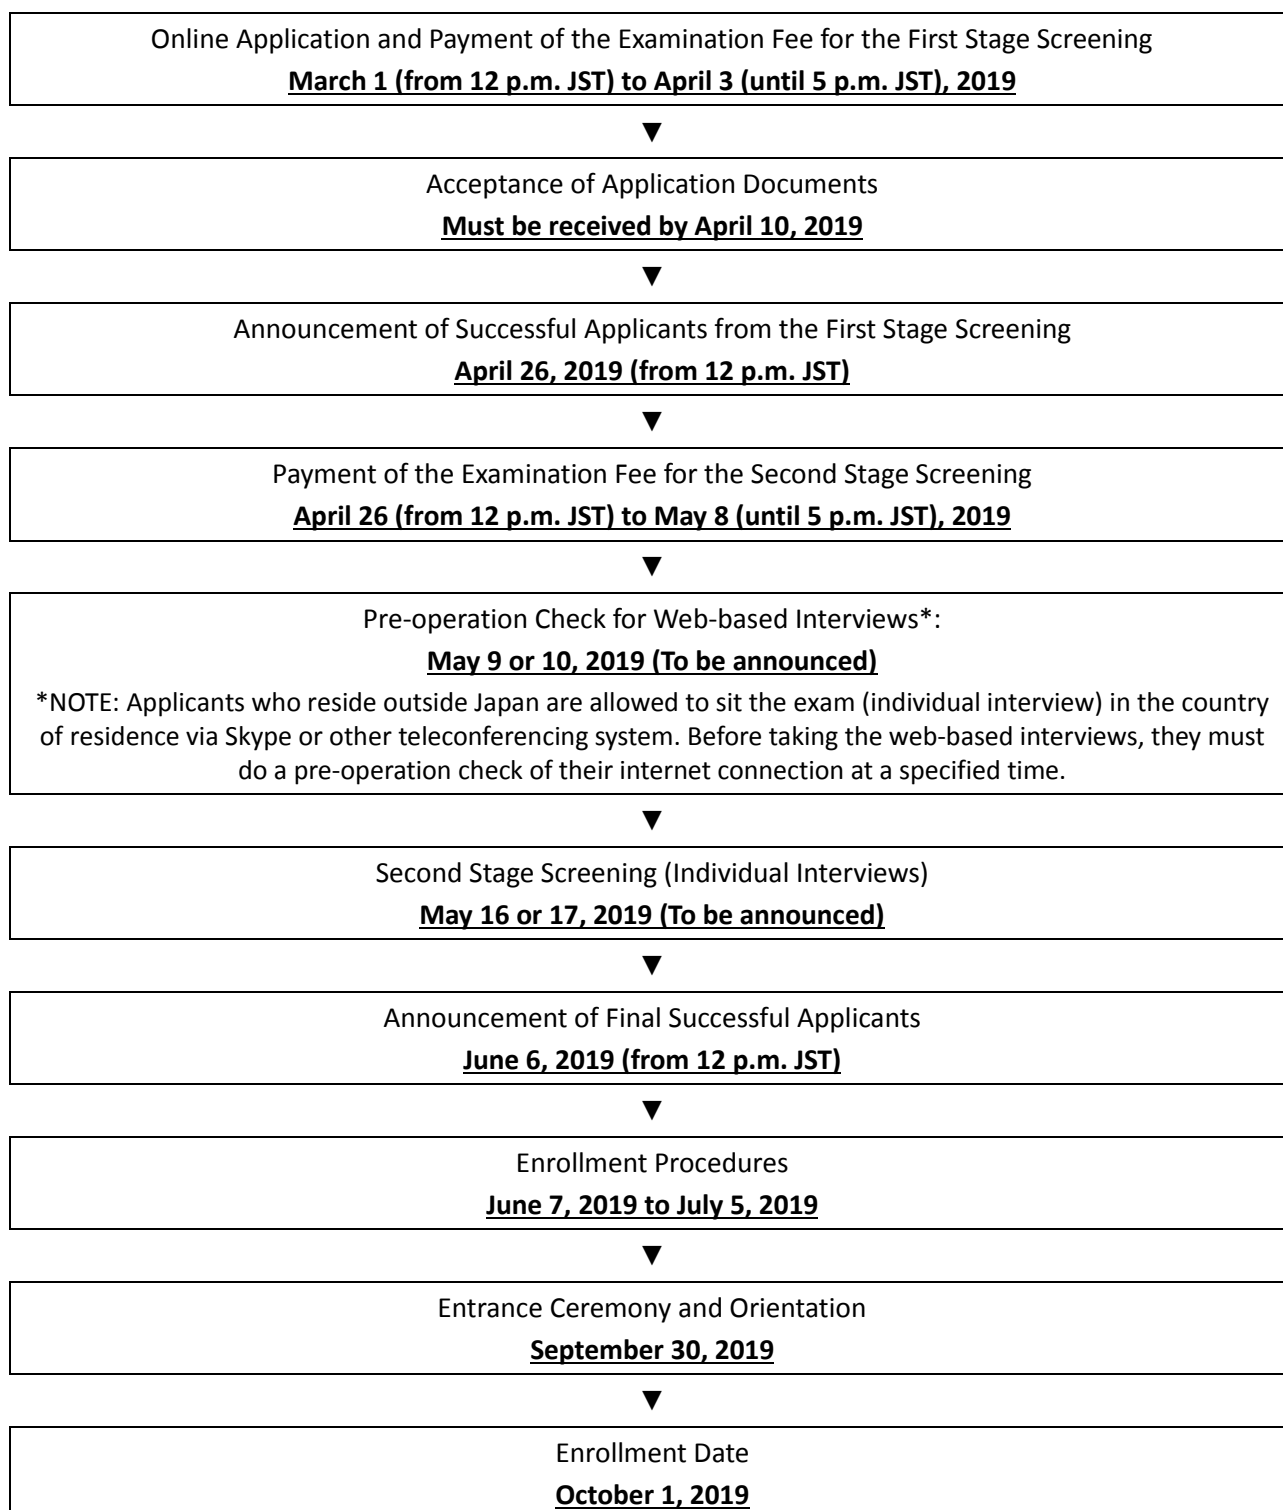 Online Application and Payment of the Examination Fee for the First Stage Screening
March 1 (from 12 p.m. JST) to April 3 (until 5 p.m. JST), 2019
▼
Acceptance of Application Documents
Must be received by April 10, 2019
▼
Announcement of Successful Applicants from the First Stage Screening
April 26, 2019 (from 12 p.m. JST)
▼
Payment of the Examination Fee for the Second Stage Screening
April 26 (from 12 p.m. JST) to May 8 (until 5 p.m. JST), 2019
▼
Pre-operation Check for Web-based Interviews*:
May 9 or 10, 2019 (To be announced)
*NOTE: Applicants who reside outside Japan are allowed to sit the exam (individual interview) in the country
of residence via Skype or other teleconferencing system. Before taking the web-based interviews, they must
do a pre-operation check of their internet connection at a specified time.
▼
Second Stage Screening (Individual Interviews)
May 16 or 17, 2019 (To be announced)
▼
Announcement of Final Successful Applicants
June 6, 2019 (from 12 p.m. JST)
▼
Enrollment Procedures
June 7, 2019 to July 5, 2019
▼
Entrance Ceremony and Orientation
September 30, 2019
▼
Enrollment Date
October 1, 2019